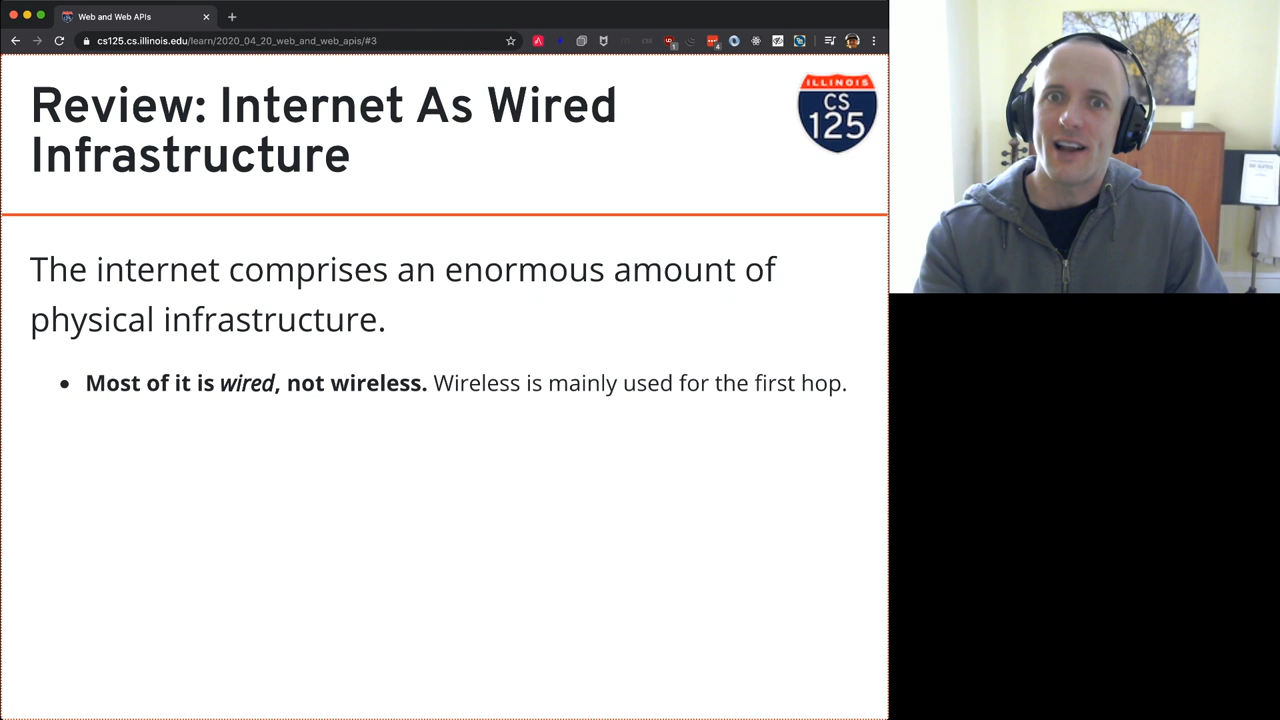 Web and Web APIs
cs125.cs.illinois.edu/learn/2020_04_20_web_and_web_apis/#3
Review: Internet As Wired
Infrastructure
ILLINOIS
CS
125
The internet comprises an enormous amount of
physical infrastructure.
• Most of it is wired, not wireless. Wireless is mainly used for the first hop.